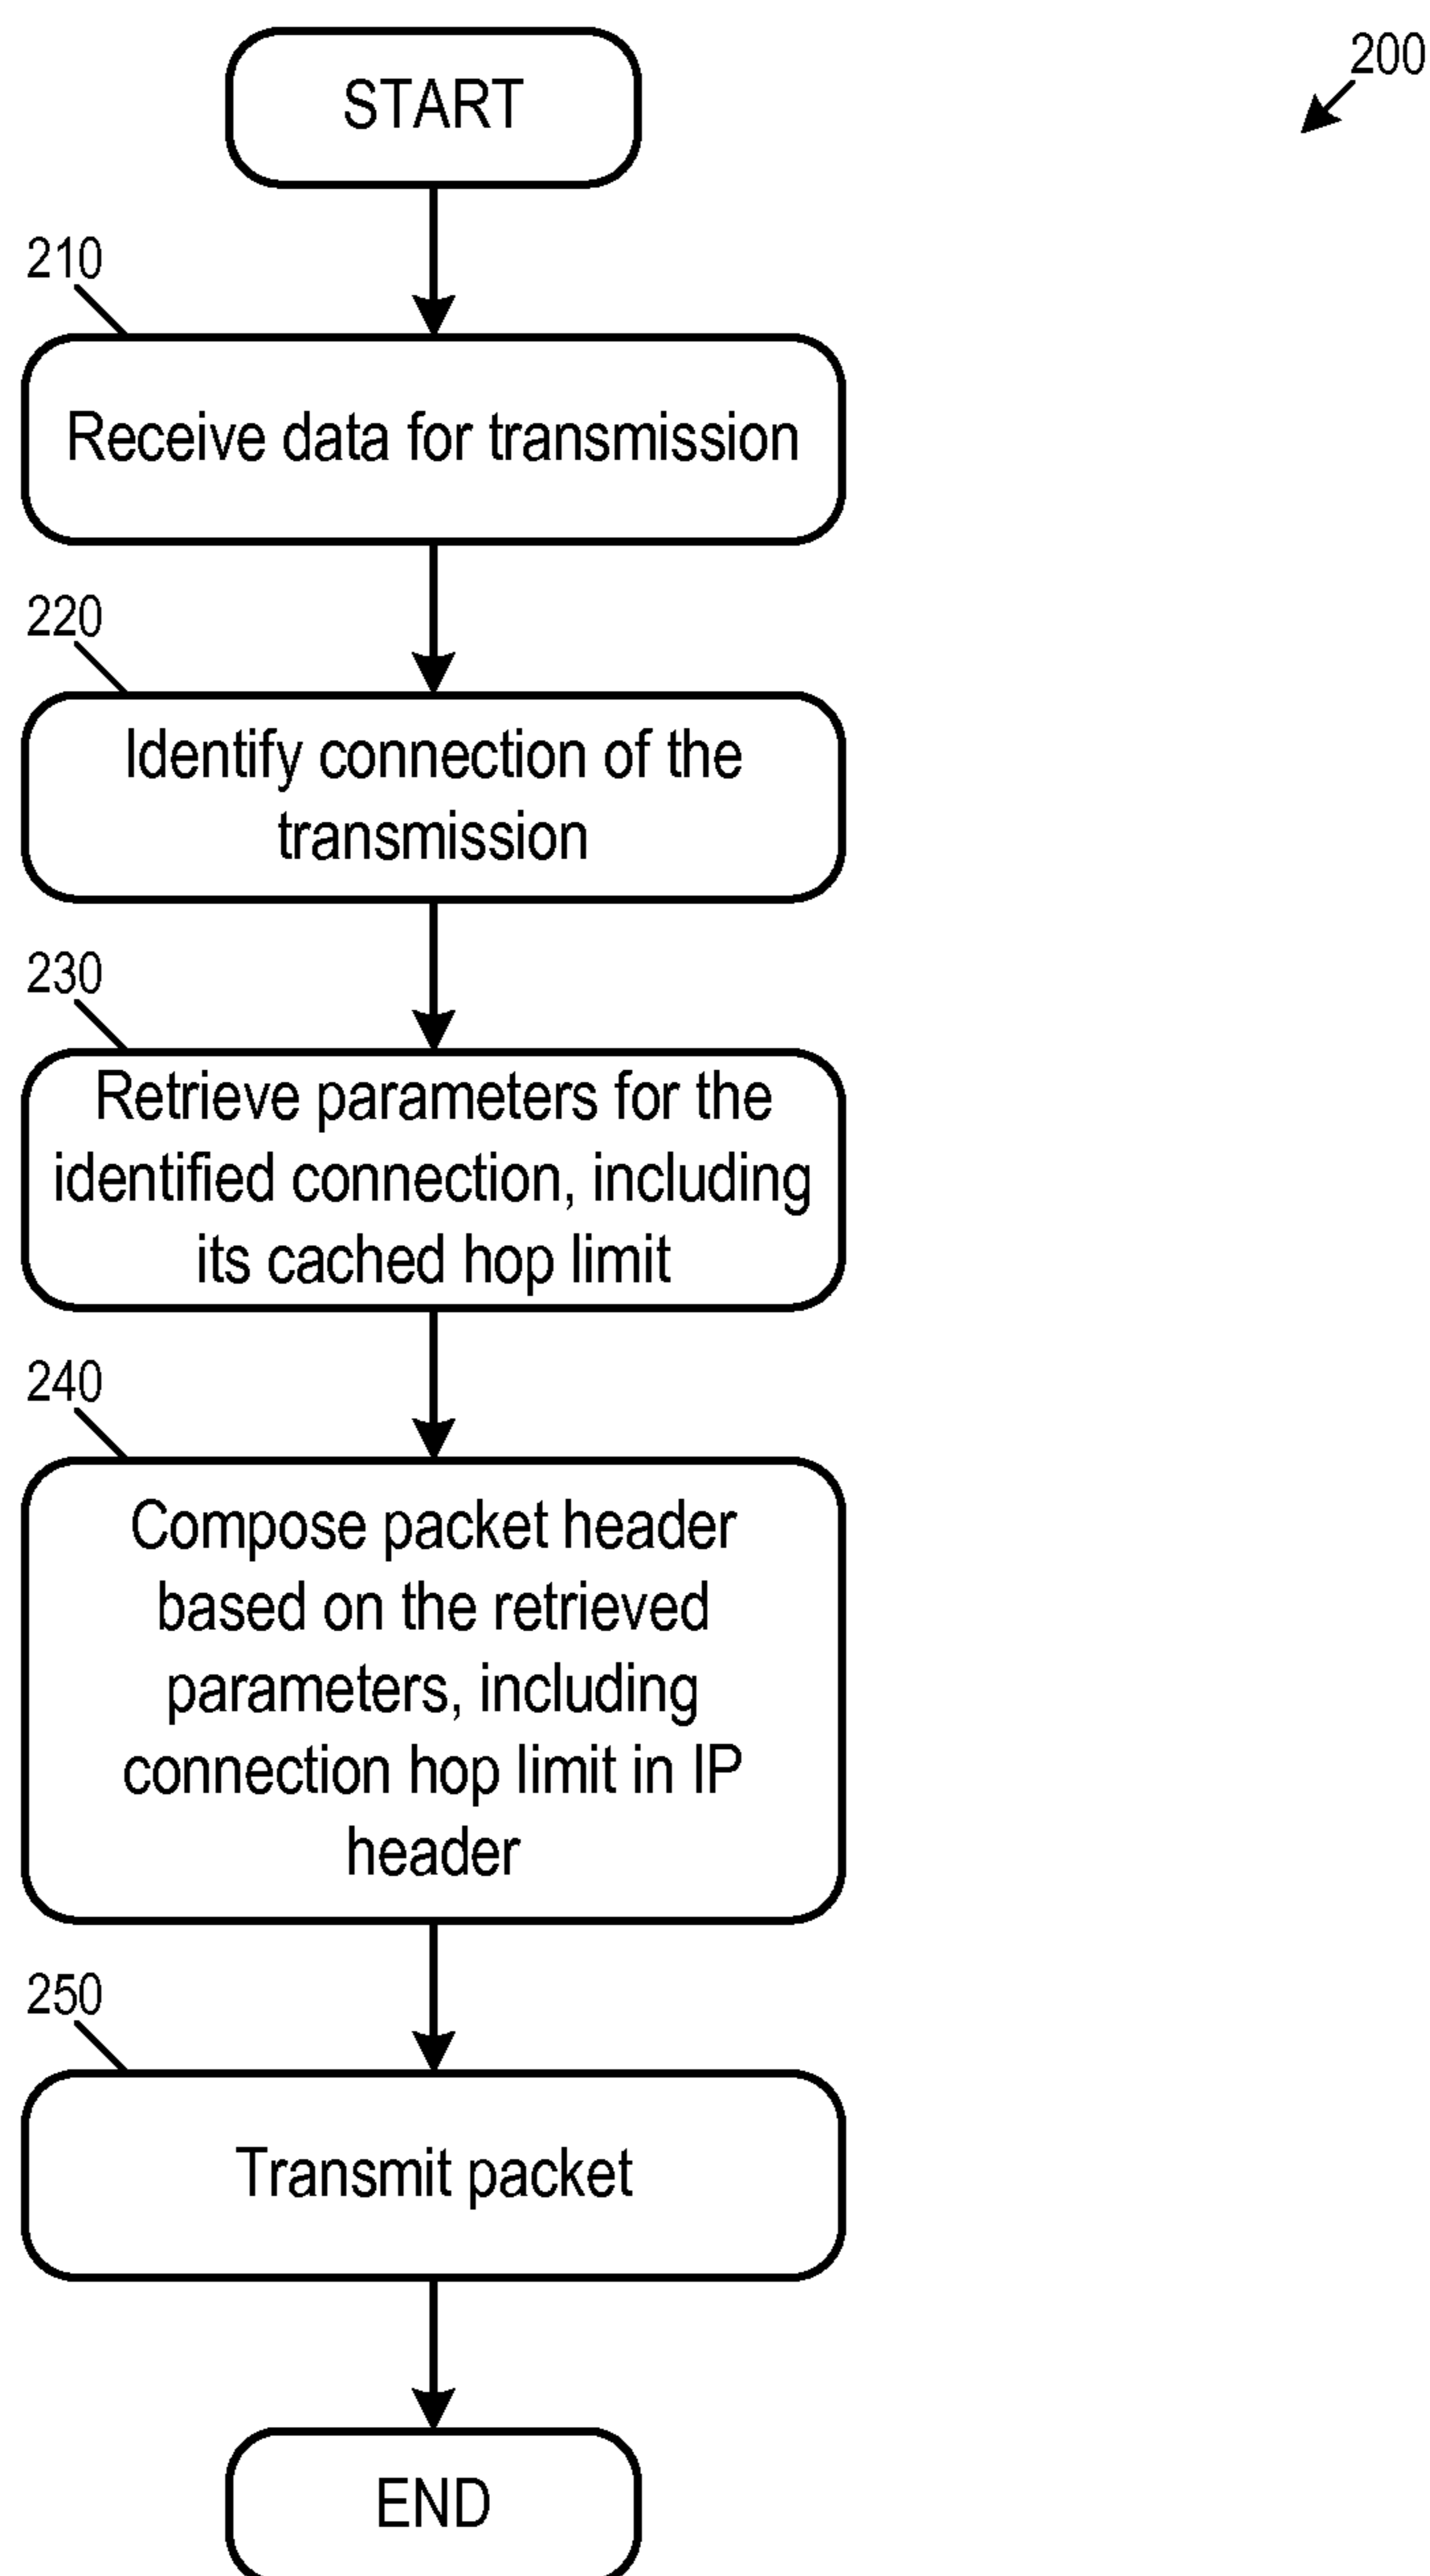 START
200
210
Receive data for transmission
220
Identify connection of the
transmission
230
Retrieve parameters for the
identified connection, including
its cached hop limit
240
Compose packet header
based on the retrieved
parameters, including
connection hop limit in IP
header
250
Transmit packet
END